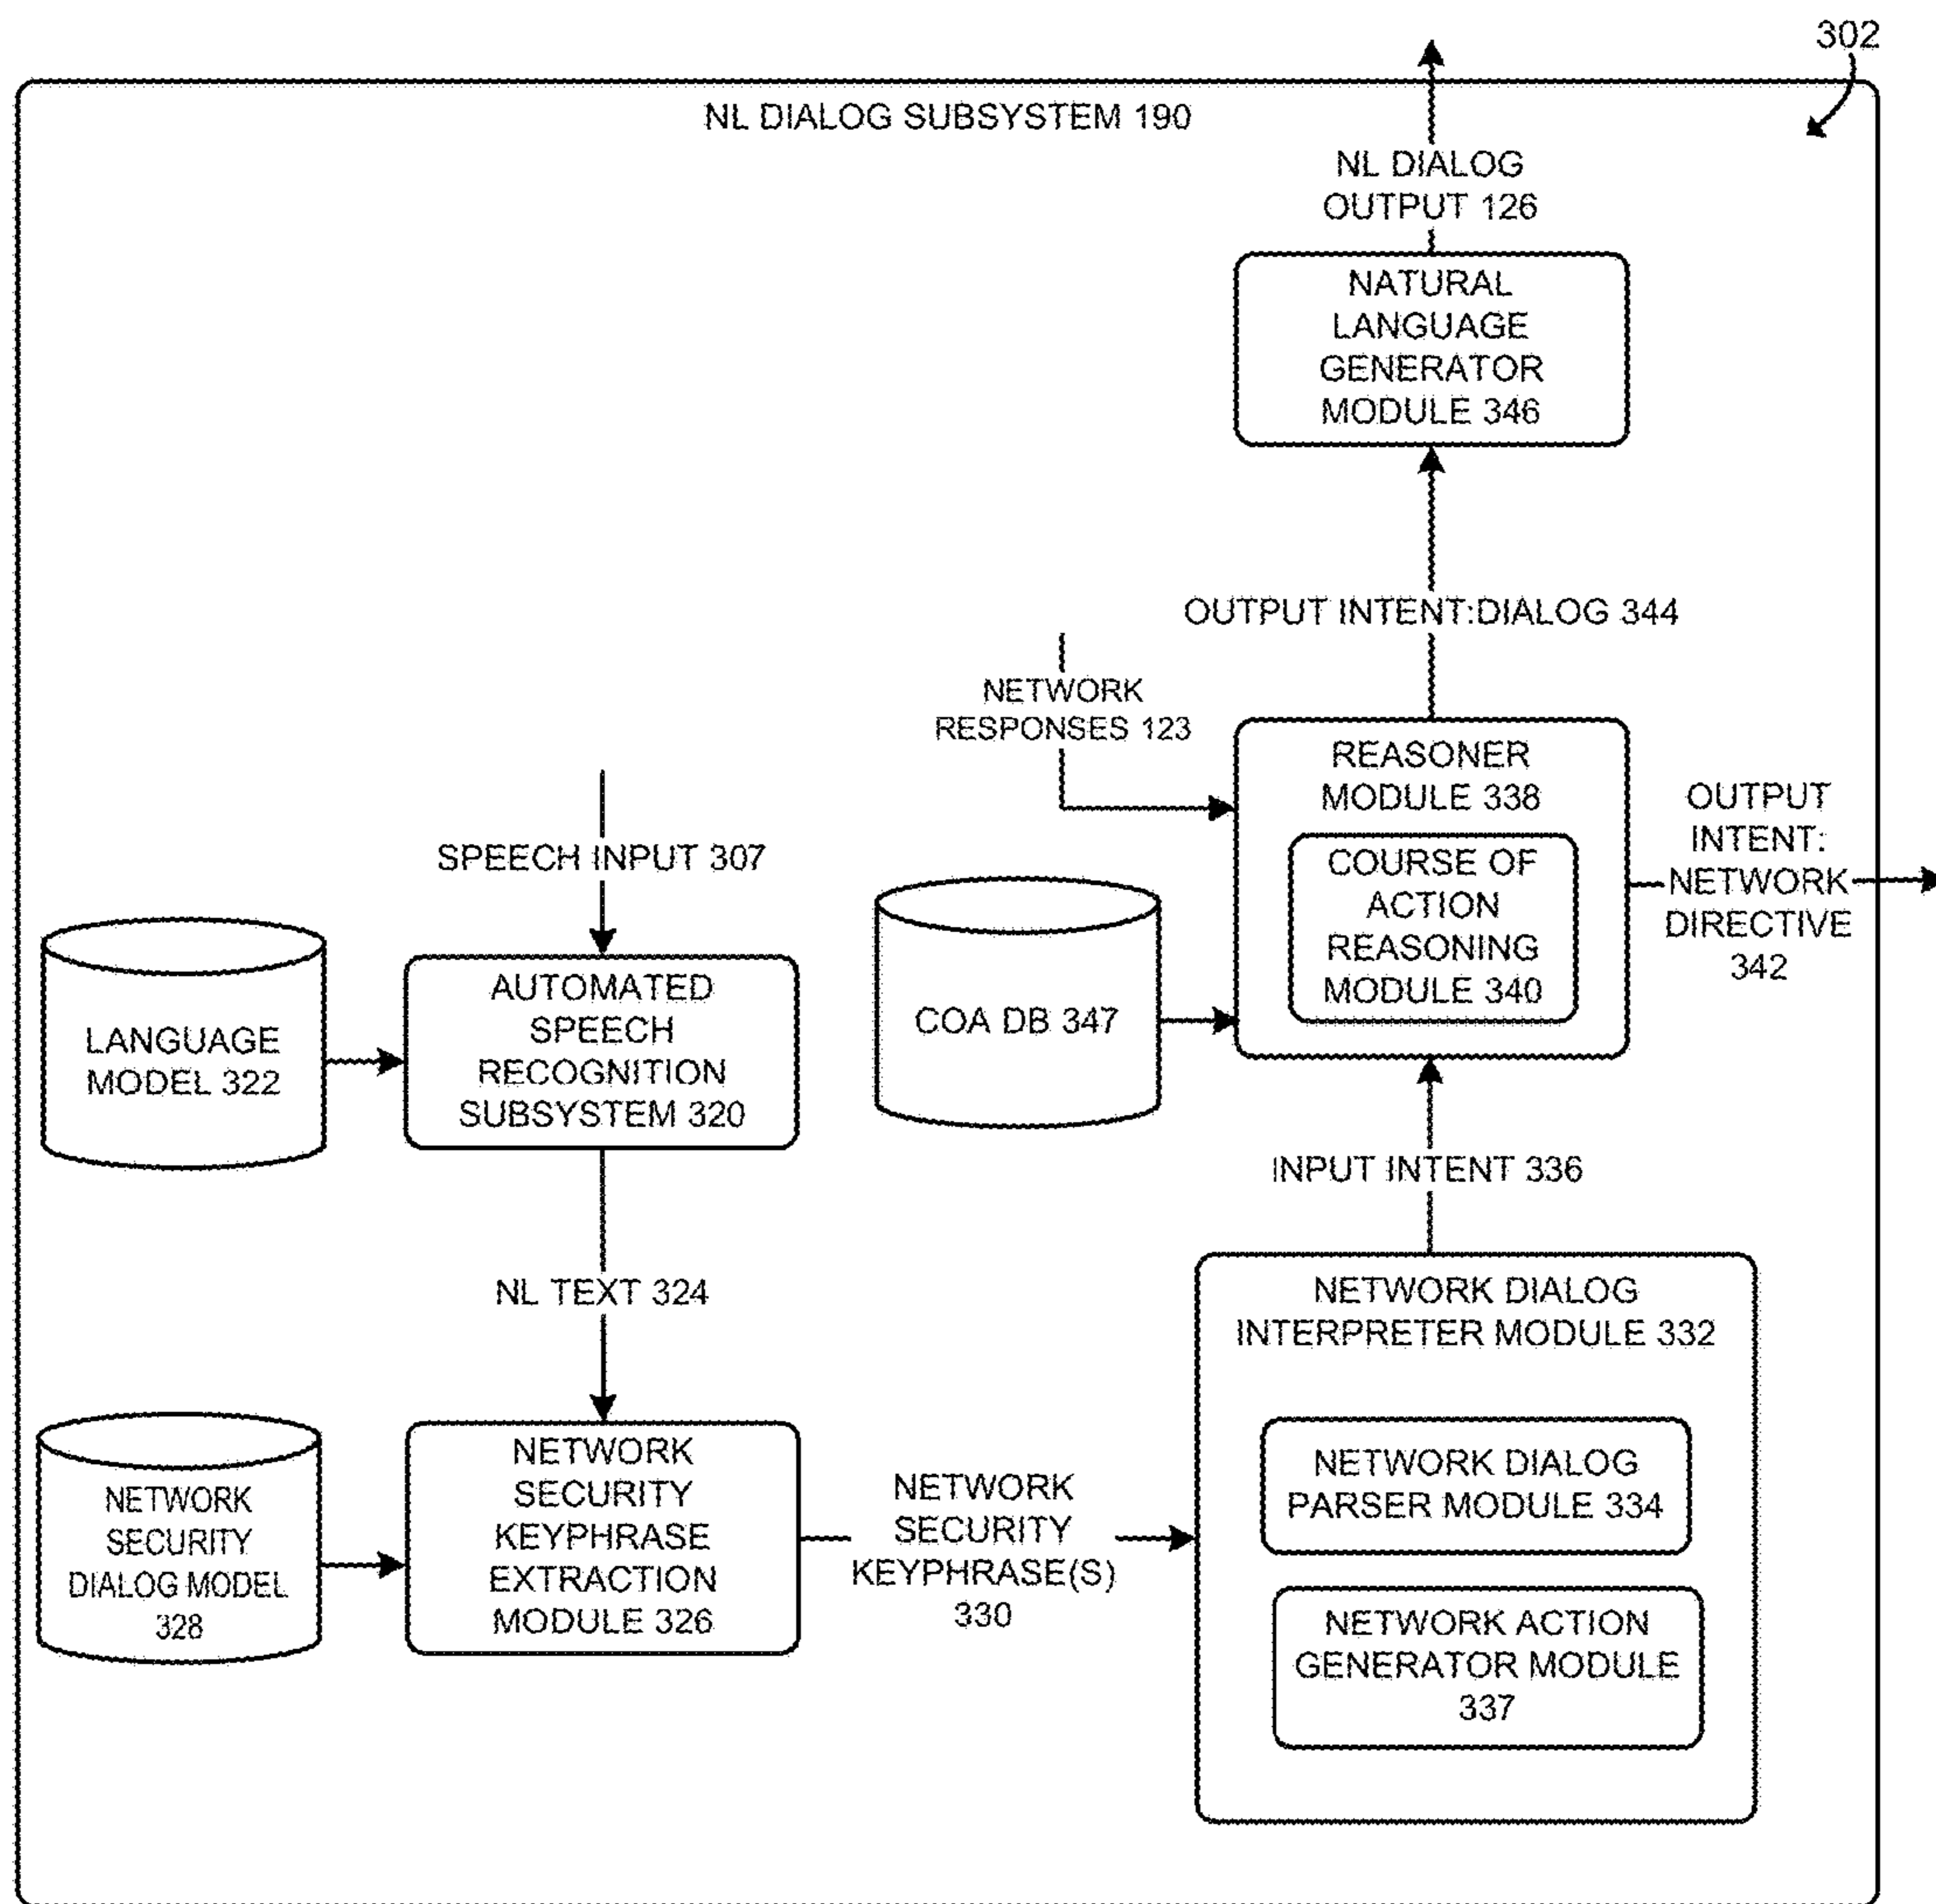 302
NL DIALOG SUBSYSTEM 190
NL DIALOG
OUTPUT 126
NATURAL
LANGUAGE
GENERATOR
MODULE 346
OUTPUT INTENT:DIALOG 344
NETWORK
RESPONSES 123
REASONER
MODULE 338
COURSE OF
ACTION
REASONING
MODULE 340
OUTPUT
INTENT:
NETWORK
DIRECTIVE
342
SPEECH INPUT 307
LANGUAGE
MODEL 322
AUTOMATED
SPEECH
RECOGNITION
SUBSYSTEM 320
COA DB 347
INPUT INTENT 336
NL TEXT 324
NETWORK
SECURITY
DIALOG MODEL
328
NETWORK
SECURITY
KEYPHRASE
EXTRACTION
MODULE 326
NETWORK
SECURITY
KEYPHRASE(S)
330
NETWORK DIALOG
INTERPRETER MODULE 332
NETWORK DIALOG
PARSER MODULE 334
NETWORK ACTION
GENERATOR MODULE
337